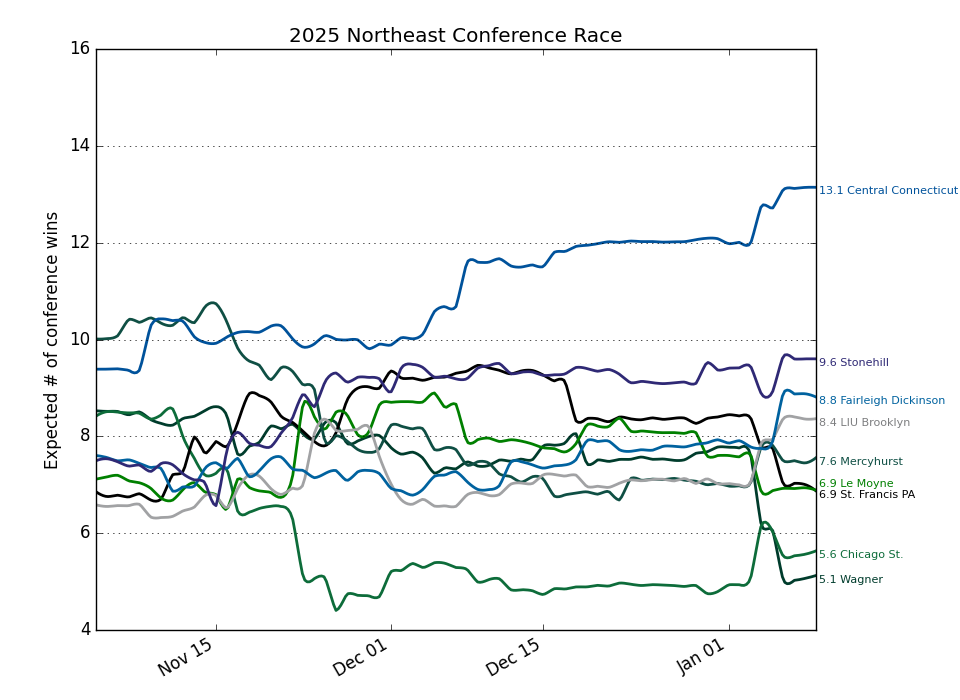 2025 Northeast Conference Race
Expected # of conference wins
16
14
12
10
8
6
4
13.1 Central Connecticut
9.6 Stonehill
8.8 Fairleigh Dickinson
8.4 LIU Brooklyn
7.6 Mercyhurst
6.9 Le Moyne
6.9 St. Francis PA
5.6 Chicago St.
5.1 Wagner
Nov 15
Dec 01
Dec 15
Jan 01